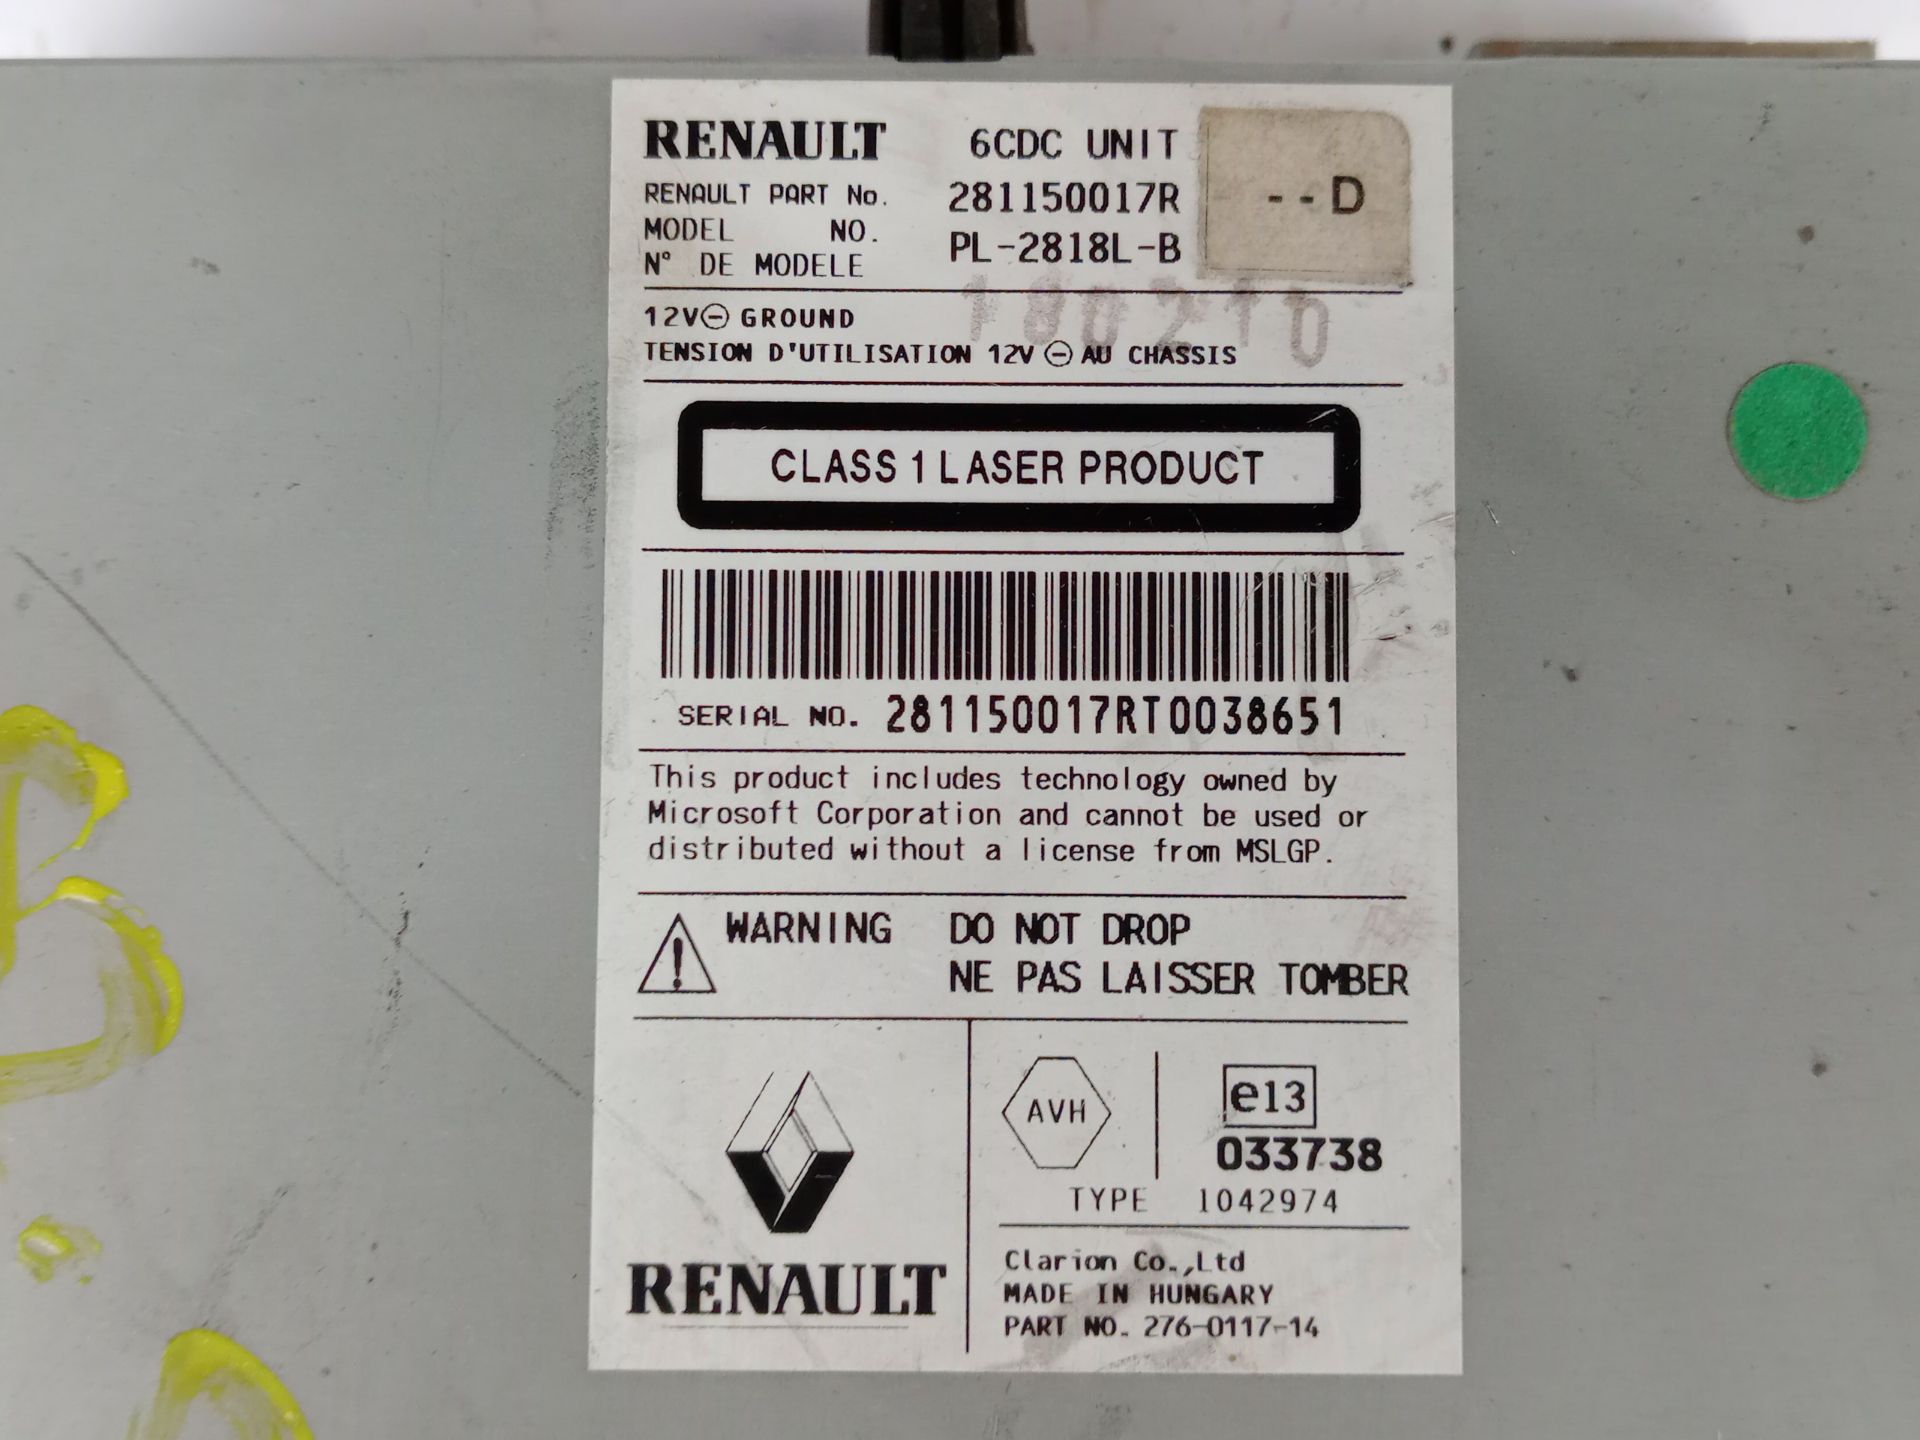 RENAULT 6CDC UNIT
--D
RENAULT PART No. 281150017R
MODEL NO. PL-2818L-B
N° DE MODELE
180210
12V⊖ GROUND
TENSION D'UTILISATION 12V ⊖ AU CHASSIS
CLASS 1 LASER PRODUCT
SERIAL NO. 281150017RT0038651
This product includes technology owned by
Microsoft Corporation and cannot be used or
distributed without a license from MSLGP.
WARNING DO NOT DROP
NE PAS LAISSER TOMBER
AVH
e13
033738
TYPE 1042974
RENAULT
Clarion Co.,Ltd
MADE IN HUNGARY
PART NO. 276-0117-14